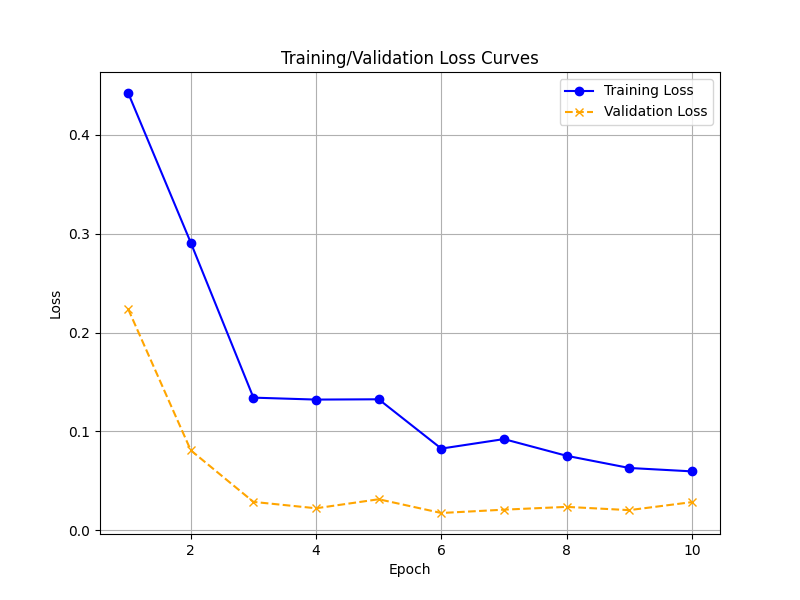 Training/Validation Loss Curves
Training Loss
Validation Loss
0.4
0.3
0.2
0.1
0.0
Loss
2 4 6 8 10
Epoch